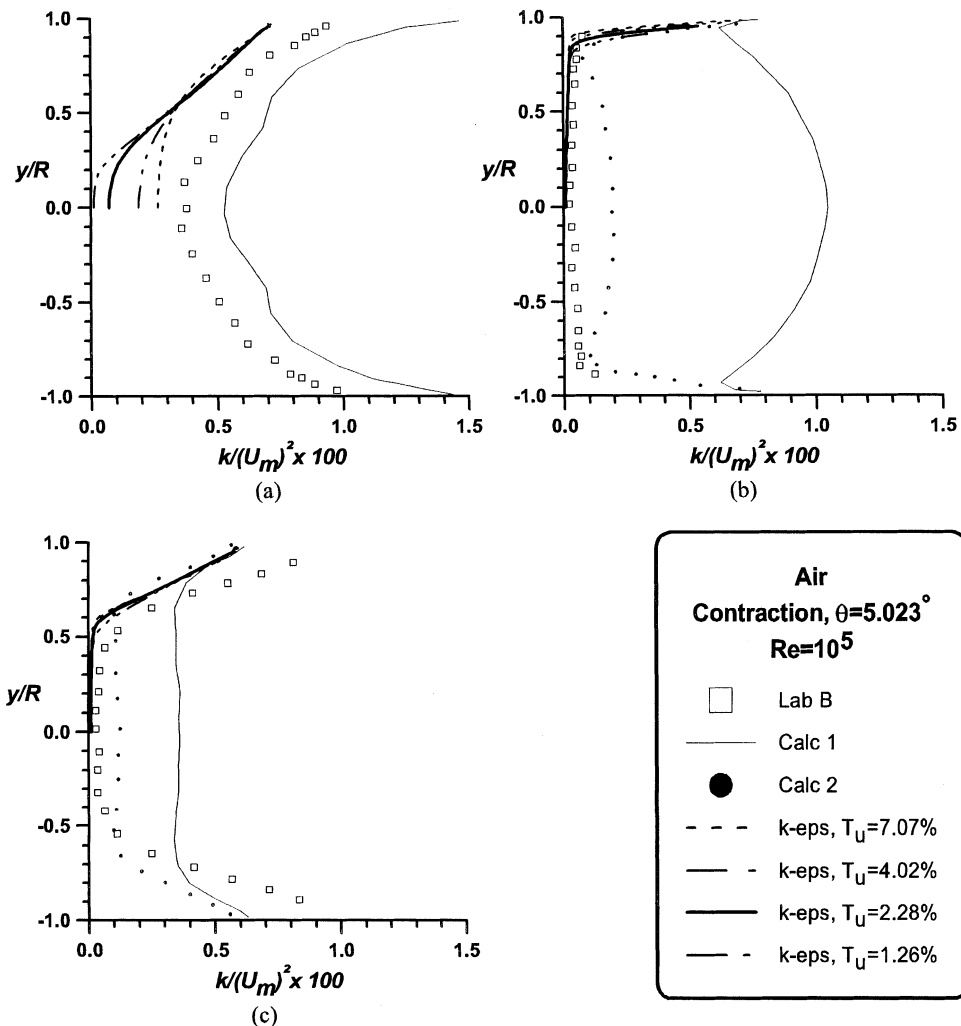 1.0
0.5
y/R
0.0
-0.5
-1.0
0.0 0.5 1.0 1.5
k/(U_m)² x 100
(a)
1.0
0.5
y/R
0.0
-0.5
-1.0
0.0 0.5 1.0 1.5
k/(U_m)² x 100
(b)
1.0
0.5
y/R
0.0
-0.5
-1.0
0.0 0.5 1.0 1.5
k/(U_m)² x 100
(c)
Air
Contraction, θ=5.023°
Re=10⁵
Lab B
Calc 1
Calc 2
k-eps, T_u=7.07%
k-eps, T_u=4.02%
k-eps, T_u=2.28%
k-eps, T_u=1.26%